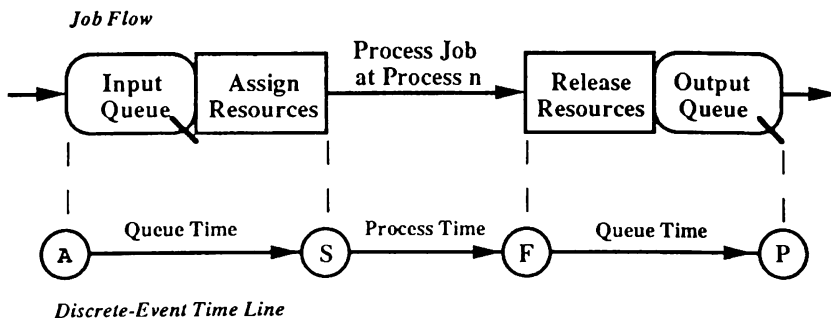 Job Flow
Input
Queue
Assign
Resources
Process Job
at Process n
Release
Resources
Output
Queue
Queue Time
Process Time
Queue Time
A
S
F
P
Discrete-Event Time Line